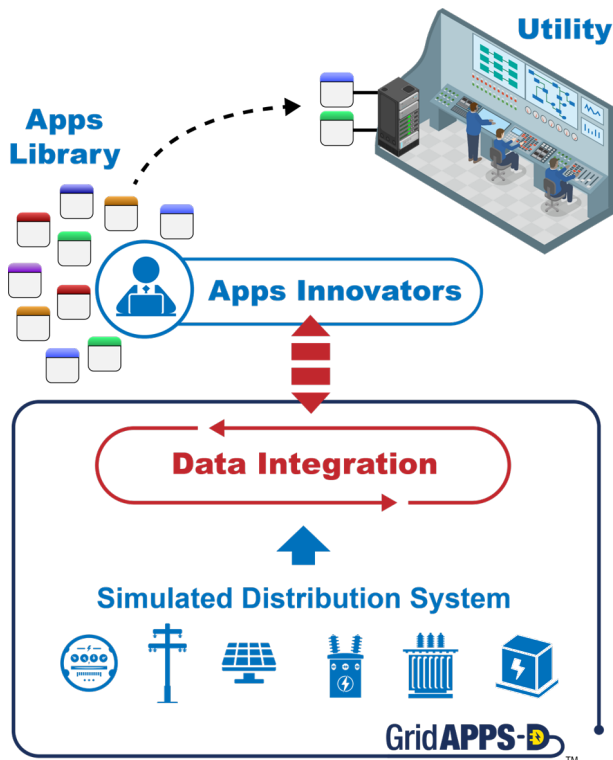 Utility
Apps
Library
Apps Innovators
Data Integration
Simulated Distribution System
GridAPPS-D
TM